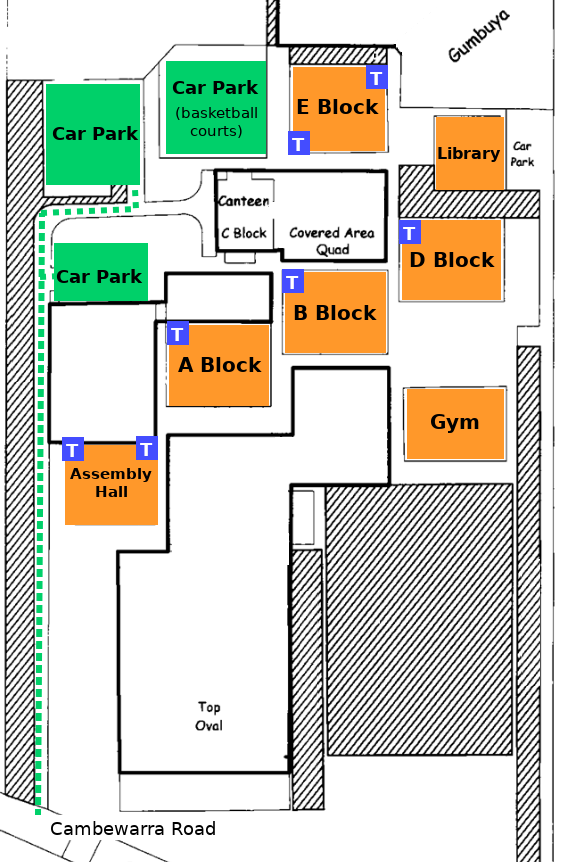 Gumbuya
T
Car Park
(basketball
courts)
E Block
Car Park
T
Library
Car
Park
Canteen
C Block
Covered Area
Quad
T
D Block
Car Park
T
B Block
T
A Block
Gym
T
T
Assembly
Hall
Top
Oval
Cambewarra Road